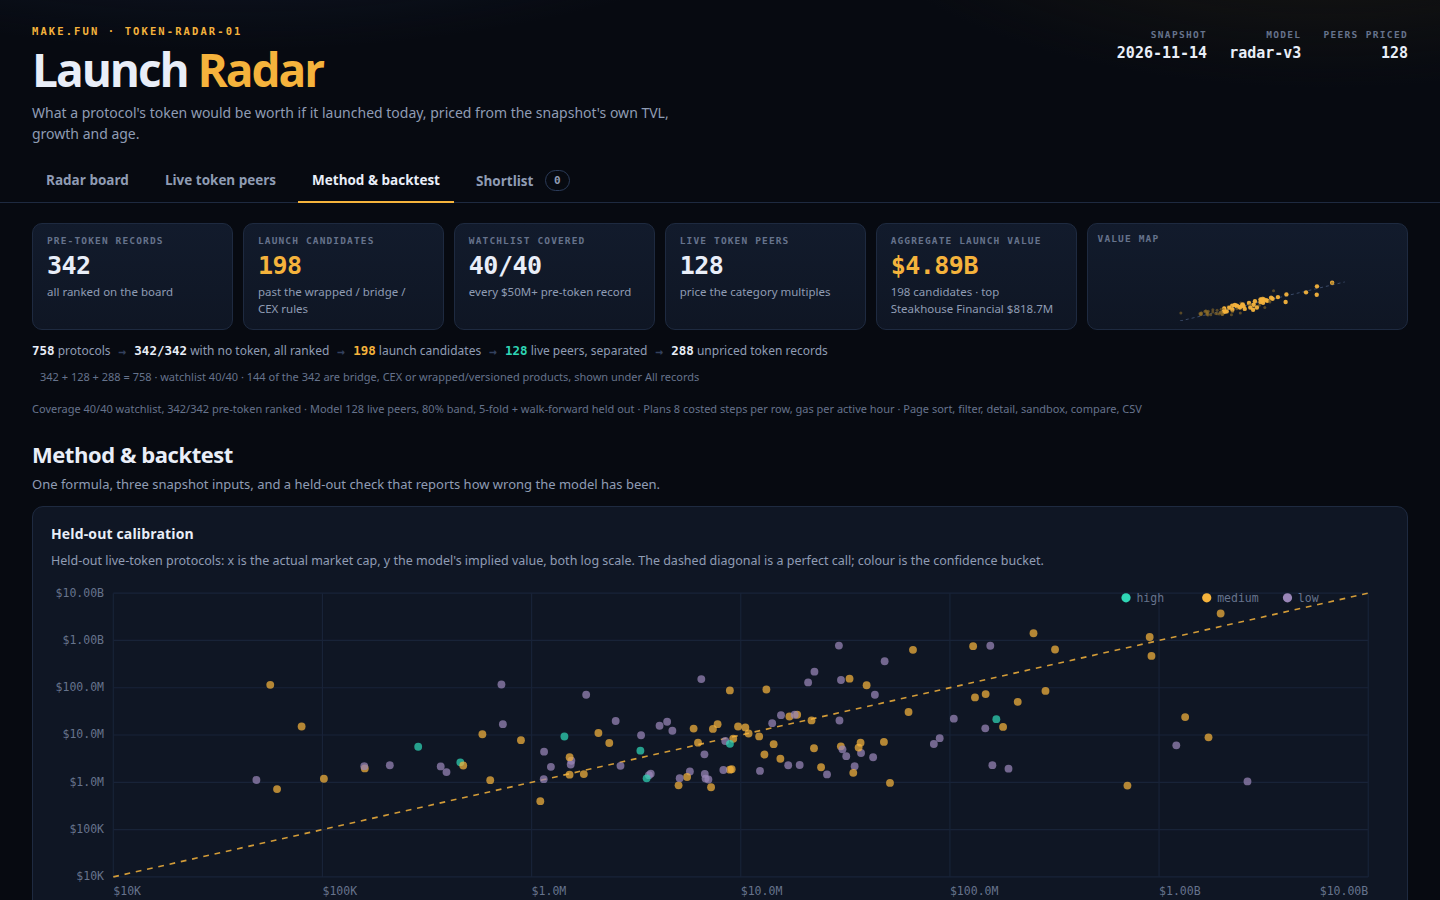 MAKE.FUN · TOKEN-RADAR-01
Launch Radar
What a protocol's token would be worth if it launched today, priced from the snapshot's own TVL,
growth and age.
SNAPSHOT
2026-11-14
MODEL
radar-v3
PEERS PRICED
128
Radar board
Live token peers
Method & backtest
Shortlist 0
PRE-TOKEN RECORDS
342
all ranked on the board
LAUNCH CANDIDATES
198
past the wrapped / bridge /
CEX rules
WATCHLIST COVERED
40/40
every $50M+ pre-token record
LIVE TOKEN PEERS
128
price the category multiples
AGGREGATE LAUNCH VALUE
$4.89B
198 candidates · top
Steakhouse Financial $818.7M
VALUE MAP
758 protocols → 342/342 with no token, all ranked → 198 launch candidates → 128 live peers, separated → 288 unpriced token records
342 + 128 + 288 = 758 · watchlist 40/40 · 144 of the 342 are bridge, CEX or wrapped/versioned products, shown under All records
Coverage 40/40 watchlist, 342/342 pre-token ranked · Model 128 live peers, 80% band, 5-fold + walk-forward held out · Plans 8 costed steps per row, gas per active hour · Page sort, filter, detail, sandbox, compare, CSV
Method & backtest
One formula, three snapshot inputs, and a held-out check that reports how wrong the model has been.
Held-out calibration
Held-out live-token protocols: x is the actual market cap, y the model's implied value, both log scale. The dashed diagonal is a perfect call; colour is the confidence bucket.
high
medium
low
$10.00B
$1.00B
$100.0M
$10.0M
$1.0M
$100K
$10K
$10K
$100K
$1.0M
$10.0M
$100.0M
$1.00B
$10.00B